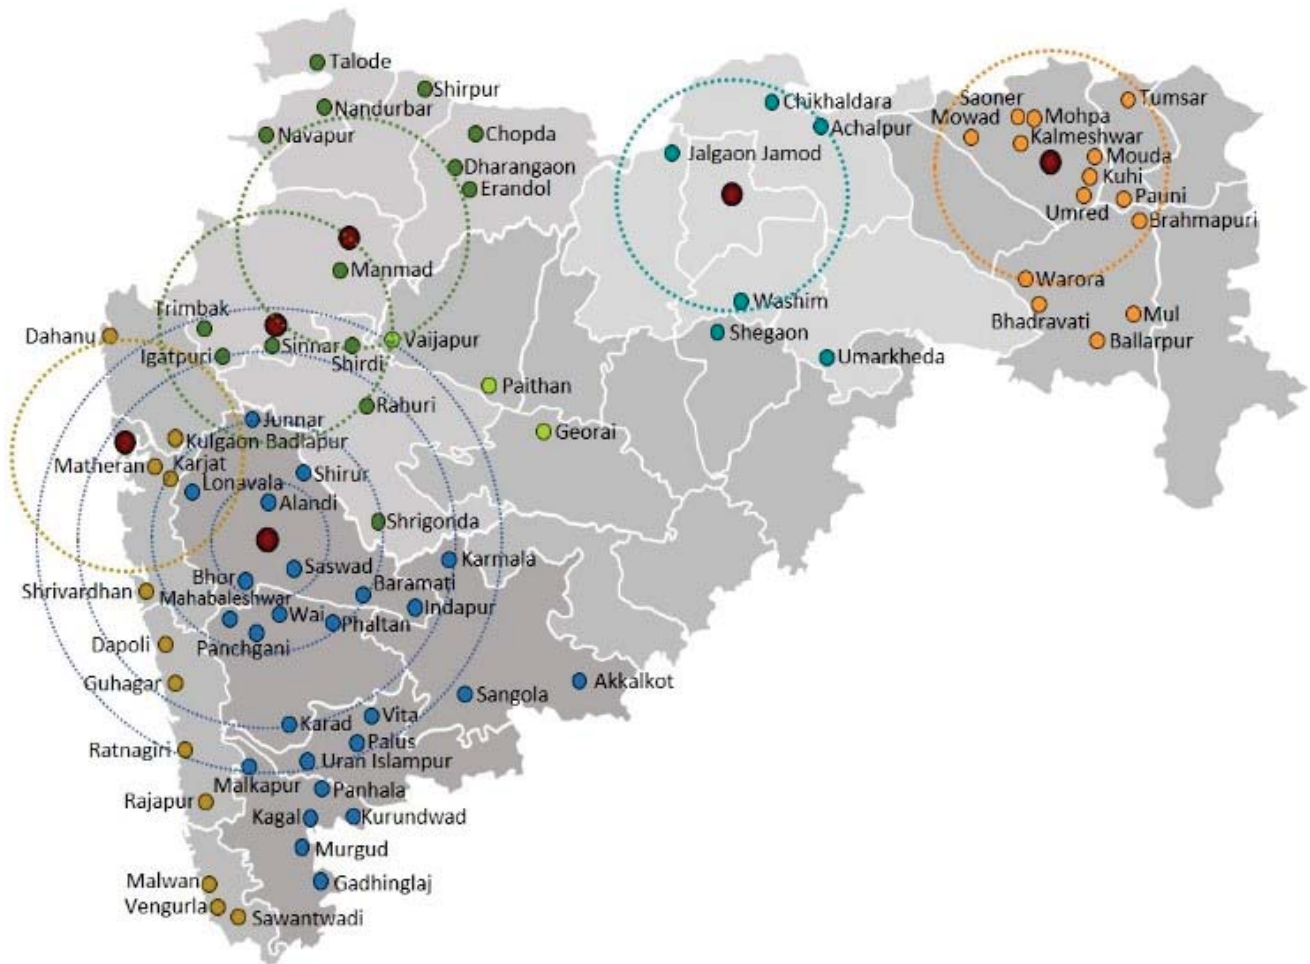 Talode
Shirpur
Nandurbar
Navapur
Chopda
Dharangaon
Erandol
Manmad
Trimbak
Dahanu
Igatpuri
Sinnar
Shirdi
Vaijapur
Paithan
Rahuri
Georai
Junnar
Kulgaon Badlapur
Matheran
Karjat
Lonavala
Shirur
Alandi
Shrigonda
Karmala
Saswad
Bhor
Baramati
Shrivardhan
Mahabaleshwar
Wai
Indapur
Phaltan
Panchgani
Dapoli
Guhagar
Akkalkot
Sangola
Karad
Vita
Palus
Ratnagiri
Uran Islampur
Malkapur
Panhala
Rajapur
Kagal
Kurundwad
Murgud
Malwan
Gadhinglaj
Vengurla
Sawantwadi
Chikhaldara
Achalpur
Jalgaon Jamod
Washim
Shegaon
Umarkheda
Saoner
Tumsar
Mowad
Mohpa
Kalmeshwar
Mouda
Kuhi
Umred
Pauni
Brahmapuri
Warora
Bhadravati
Mul
Ballarpur